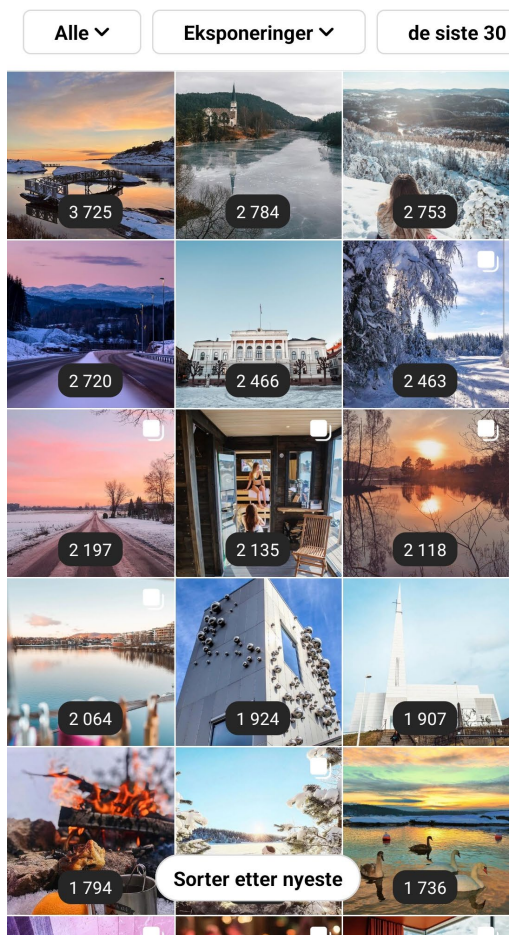 Alle Eksponeringer de siste 30
3 725 2 784 2 753
2 720 2 466 2 463
2 197 2 135 2 118
2 064 1 924 1 907
1 794 1 736
Sorter etter nyeste